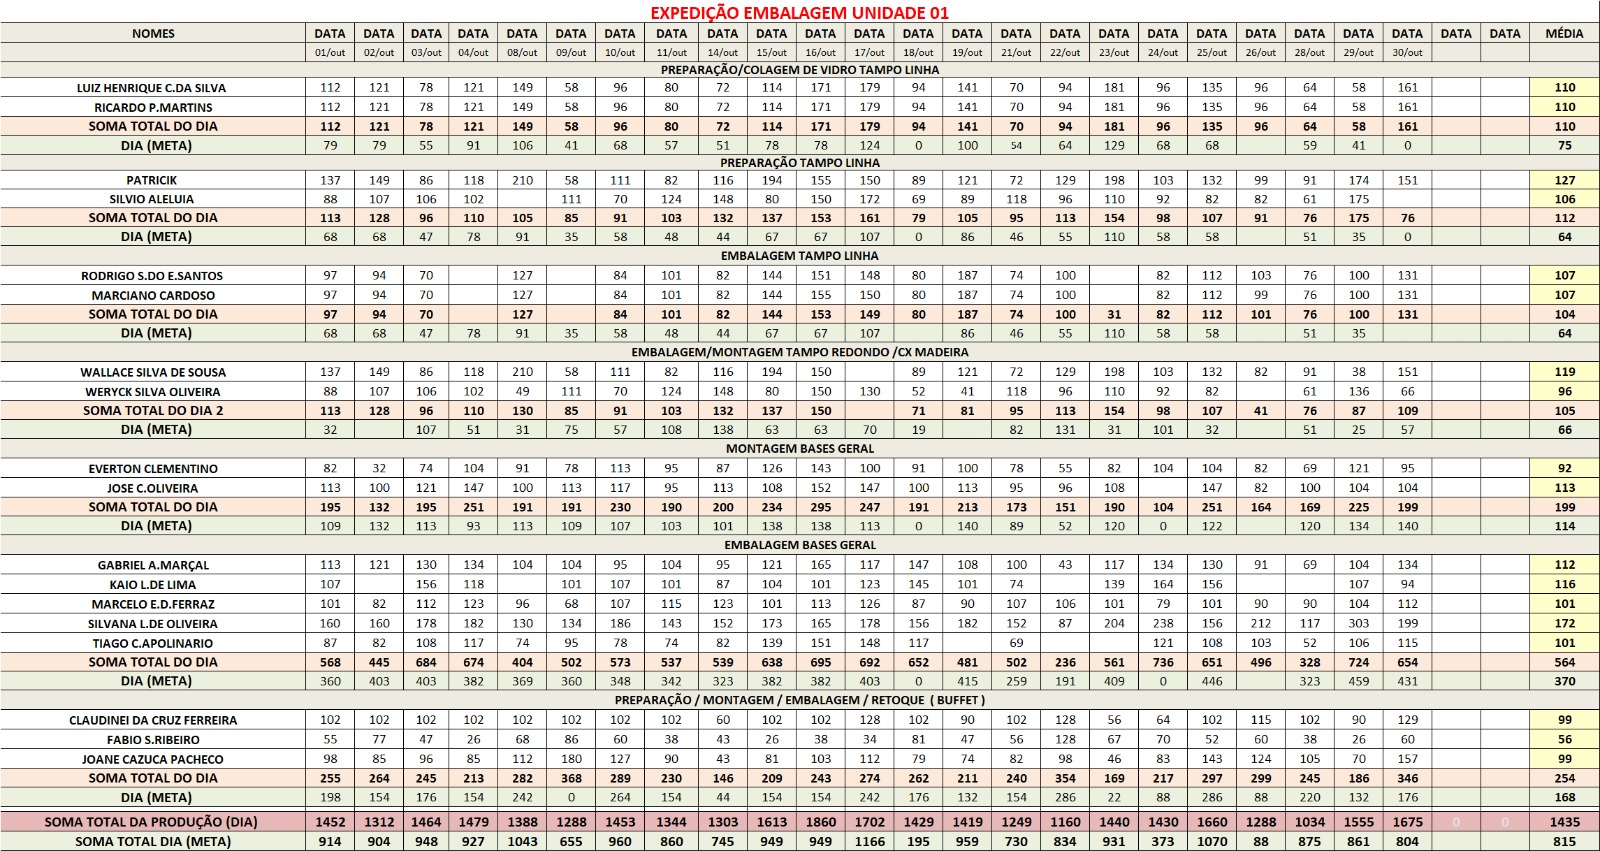 EXPEDIÇÃO EMBALAGEM UNIDADE 01
NOMES DATA DATA DATA DATA DATA DATA DATA DATA DATA DATA DATA DATA DATA DATA DATA DATA DATA DATA DATA DATA DATA DATA DATA DATA DATA MÉDIA
01/out 02/out 03/out 04/out 08/out 09/out 10/out 11/out 14/out 15/out 16/out 17/out 18/out 19/out 21/out 22/out 23/out 24/out 25/out 26/out 28/out 29/out 30/out
PREPARAÇÃO/COLAGEM DE VIDRO TAMPO LINHA
LUIZ HENRIQUE C.DA SILVA 112 121 78 121 149 58 96 80 72 114 171 179 94 141 70 94 181 96 135 96 64 58 161 110
RICARDO P.MARTINS 112 121 78 121 149 58 96 80 72 114 171 179 94 141 70 94 181 96 135 96 64 58 161 110
SOMA TOTAL DO DIA 112 121 78 121 149 58 96 80 72 114 171 179 94 141 70 94 181 96 135 96 64 58 161 110
DIA (META) 79 79 55 91 106 41 68 57 51 78 78 124 0 100 54 64 129 68 68 59 41 0 75
PREPARAÇÃO TAMPO LINHA
PATRICIK 137 149 86 118 210 58 111 82 116 194 155 150 89 121 72 129 198 103 132 99 91 174 151 127
SILVIO ALELUIA 88 107 106 102 111 70 124 148 80 150 172 69 89 118 96 110 92 82 82 61 175 106
SOMA TOTAL DO DIA 113 128 96 110 105 85 91 103 132 137 153 161 79 105 95 113 154 98 107 91 76 175 76 112
DIA (META) 68 68 47 78 91 35 58 48 44 67 67 107 0 86 46 55 110 58 58 51 35 0 64
EMBALAGEM TAMPO LINHA
RODRIGO S.DO E.SANTOS 97 94 70 127 84 101 82 144 151 148 80 187 74 100 82 112 103 76 100 131 107
MARCIANO CARDOSO 97 94 70 127 84 101 82 144 155 150 80 187 74 100 82 112 99 76 100 131 107
SOMA TOTAL DO DIA 97 94 70 127 84 101 82 144 153 149 80 187 74 100 31 82 112 101 76 100 131 104
DIA (META) 68 68 47 78 91 35 58 48 44 67 67 107 86 46 55 110 58 58 51 35 64
EMBALAGEM/MONTAGEM TAMPO REDONDO /CX MADEIRA
WALLACE SILVA DE SOUSA 137 149 86 118 210 58 111 82 116 194 150 89 121 72 129 198 103 132 82 91 38 151 119
WERYCK SILVA OLIVEIRA 88 107 106 102 49 111 70 124 148 80 150 130 52 41 118 96 110 92 82 61 136 66 96
SOMA TOTAL DO DIA 2 113 128 96 110 130 85 91 103 132 137 150 71 81 95 113 154 98 107 41 76 87 109 105
DIA (META) 32 107 51 31 75 57 108 138 63 63 70 19 82 131 31 101 32 51 25 57 66
MONTAGEM BASES GERAL
EVERTON CLEMENTINO 82 32 74 104 91 78 113 95 87 126 143 100 91 100 78 55 82 104 104 82 69 121 95 92
JOSE C.OLIVEIRA 113 100 121 147 100 113 117 95 113 108 152 147 100 113 95 96 108 147 82 100 104 104 113
SOMA TOTAL DO DIA 195 132 195 251 191 191 230 190 200 234 295 247 191 213 173 151 190 104 251 164 169 225 199 199
DIA (META) 109 132 113 93 113 109 107 103 101 138 138 113 0 140 89 52 120 0 122 120 134 140 114
EMBALAGEM BASES GERAL
GABRIEL A.MARÇAL 113 121 130 134 104 104 95 104 95 121 165 117 147 108 100 43 117 134 130 91 69 104 134 112
KAIO L.DE LIMA 107 156 118 101 107 101 87 104 101 123 145 101 74 139 164 156 107 94 116
MARCELO E.D.FERRAZ 101 82 112 123 96 68 107 115 123 101 113 126 87 90 107 106 101 79 101 90 90 104 112 101
SILVANA L.DE OLIVEIRA 160 160 178 182 130 134 186 143 152 173 165 178 156 182 152 87 204 238 156 212 117 303 199 172
TIAGO C.APOLINARIO 87 82 108 117 74 95 78 74 82 139 151 148 117 69 121 108 103 52 106 115 101
SOMA TOTAL DO DIA 568 445 684 674 404 502 573 537 539 638 695 692 652 481 502 236 561 736 651 496 328 724 654 564
DIA (META) 360 403 403 382 369 360 348 342 323 382 382 403 0 415 259 191 409 0 446 323 459 431 370
PREPARAÇÃO / MONTAGEM / EMBALAGEM / RETOQUE ( BUFFET )
CLAUDINEI DA CRUZ FERREIRA 102 102 102 102 102 102 102 102 60 102 102 128 102 90 102 128 56 64 102 115 102 90 129 99
FABIO S.RIBEIRO 55 77 47 26 68 86 60 38 43 26 38 34 81 47 56 128 67 70 52 60 38 26 60 56
JOANE CAZUCA PACHECO 98 85 96 85 112 180 127 90 43 81 103 112 79 74 82 98 46 83 143 124 105 70 157 99
SOMA TOTAL DO DIA 255 264 245 213 282 368 289 230 146 209 243 274 262 211 240 354 169 217 297 299 245 186 346 254
DIA (META) 198 154 176 154 242 0 264 154 44 154 154 242 176 132 154 286 22 88 286 88 220 132 176 168
SOMA TOTAL DA PRODUÇÃO (DIA) 1452 1312 1464 1479 1388 1288 1453 1344 1303 1613 1860 1702 1429 1419 1249 1160 1440 1430 1660 1288 1034 1555 1675 0 0 1435
SOMA TOTAL DIA (META) 914 904 948 927 1043 655 960 860 745 949 949 1166 195 959 730 834 931 373 1070 88 875 861 804 815